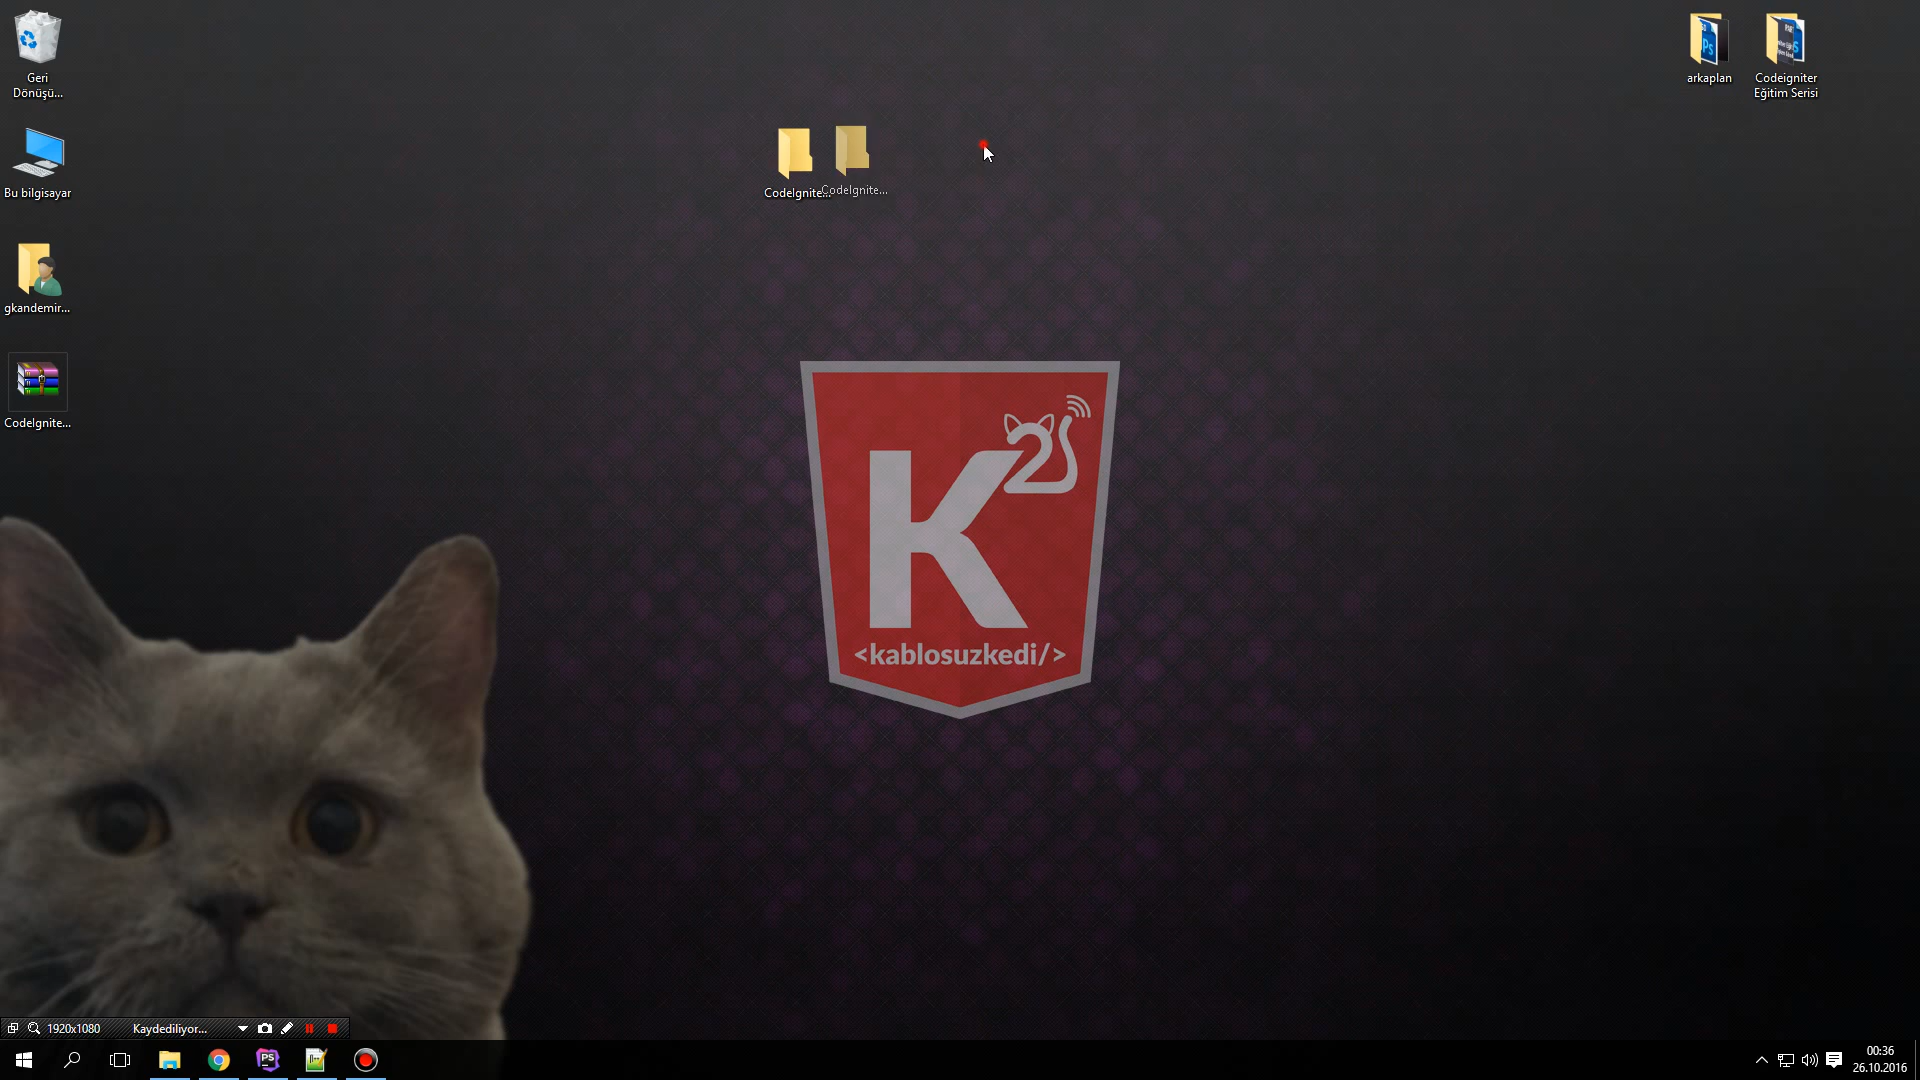 Geri
Dönüşü...
Bu bilgisayar
gkandemir...
CodeIgnite...
CodeIgnite...
CodeIgnite...
arkaplan
Codeigniter
Eğitim Serisi
K2
<kablosuzkedi/>
1920x1080
Kaydediliyor...
00:36
26.10.2016